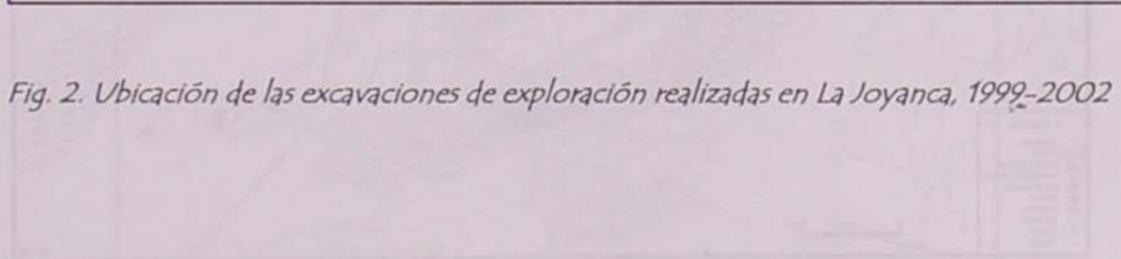 Fig. 2. Ubicación de las excavaciones de exploración realizadas en La Joyanca, 1999-2002